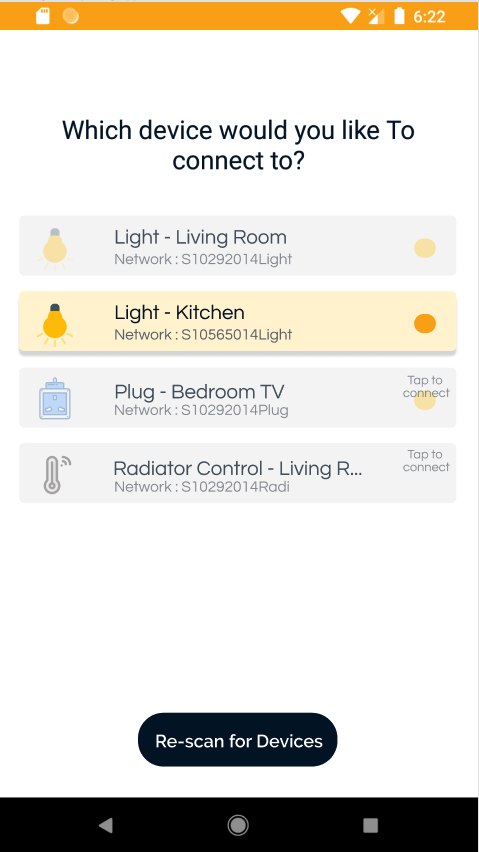 6:22
Which device would you like To
connect to?
Light - Living Room
Network : S10292014Light
Light - Kitchen
Network : S10565014Light
Plug - Bedroom TV
Network : S10292014Plug
Tap to
connect
Radiator Control - Living R...
Network : S10292014Radi
Tap to
connect
Re-scan for Devices